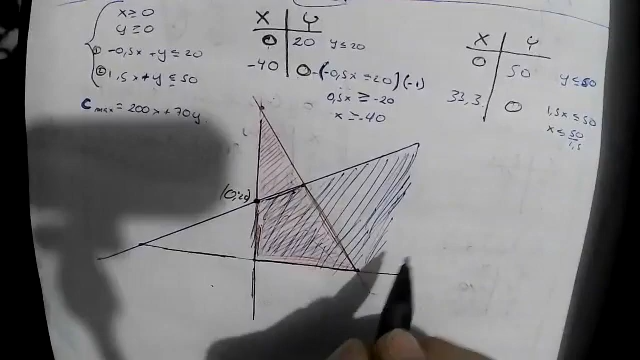 x ≥ 0
y ≥ 0
① -0,5x + y ≤ 20
② 1,5x + y ≤ 50
Cmax = 200x + 70y
X Y
0 20 y ≤ 20
-40 0 -(-0,5x ≤ 20)(-1)
0,5x ≥ -20
x ≥ -40
X Y
0 50 y ≤ 50
33,3 0 1,5x ≤ 50
x ≤ 50/1,5
(0,20)